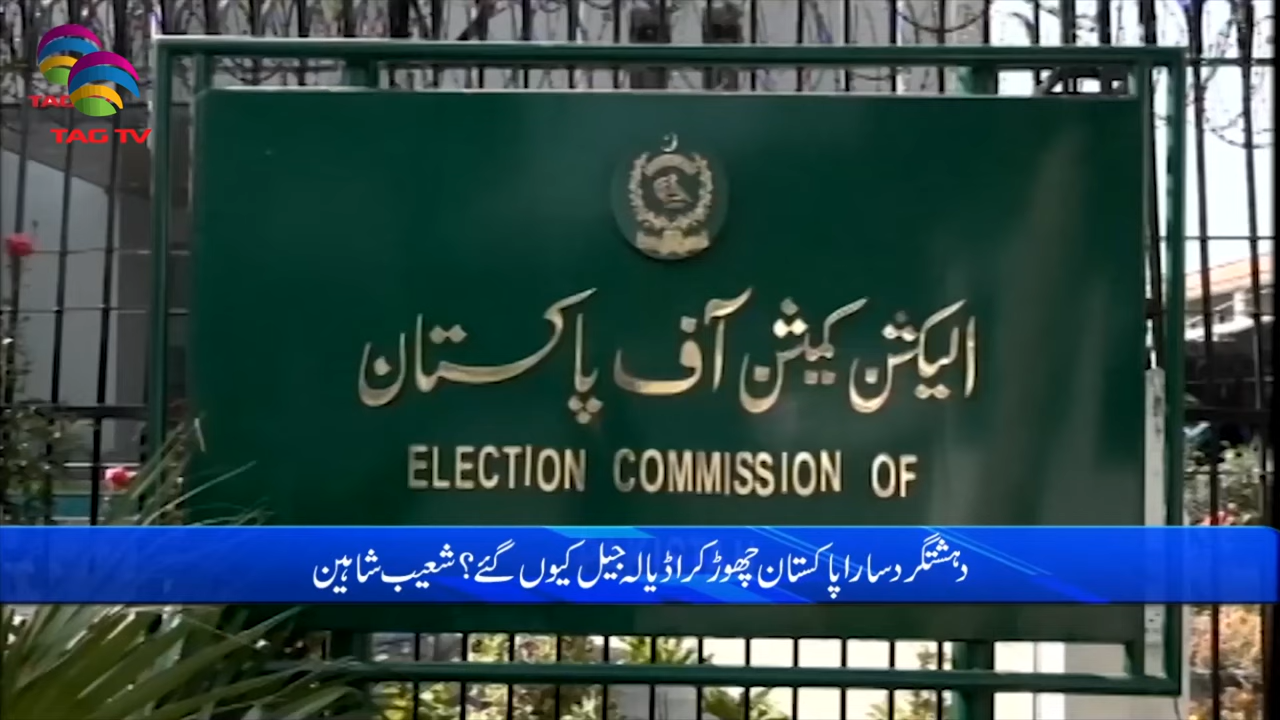 TAG
TAG TV
الیکشن کمیشن آف پاکستان
ELECTION COMMISSION OF
دہشتگرد سارا پاکستان چھوڑ کر اڈیالہ جیل کیوں گئے؟ شعیب شاہین